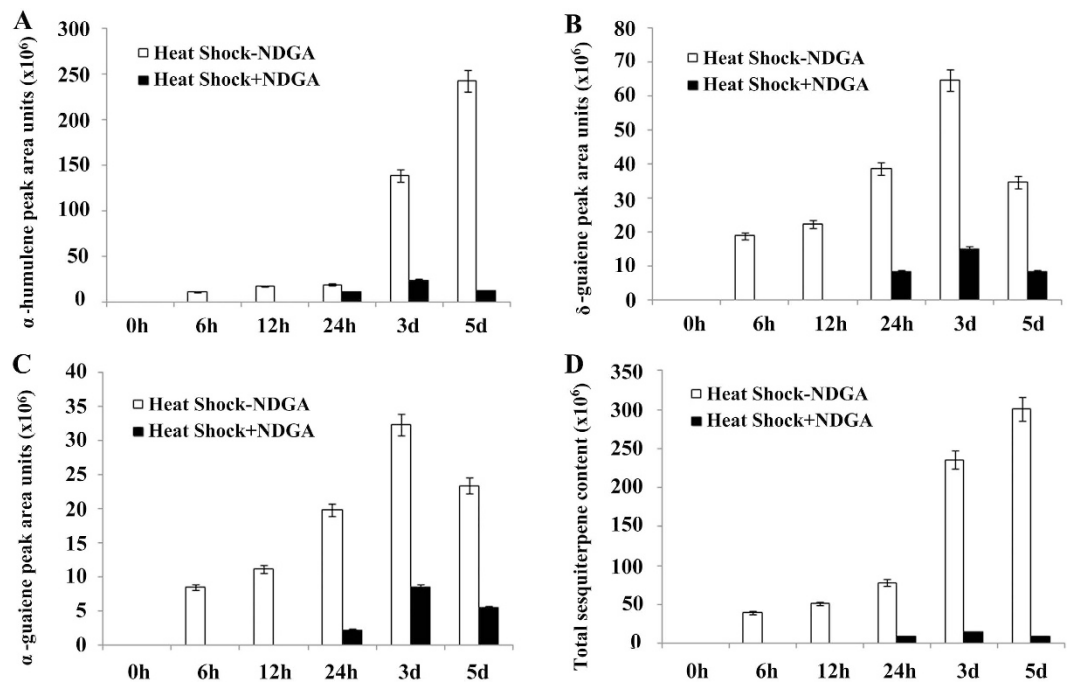 A
α-humulene peak area units (x10⁶)
300
250
200
150
100
50
0
Heat Shock-NDGA
Heat Shock+NDGA
0h 6h 12h 24h 3d 5d
B
δ-guaiene peak area units (x10⁶)
80
70
60
50
40
30
20
10
0
Heat Shock-NDGA
Heat Shock+NDGA
0h 6h 12h 24h 3d 5d
C
α-guaiene peak area units (x10⁶)
40
35
30
25
20
15
10
5
0
Heat Shock-NDGA
Heat Shock+NDGA
0h 6h 12h 24h 3d 5d
D
Total sesquiterpene content (x10⁶)
350
300
250
200
150
100
50
0
Heat Shock-NDGA
Heat Shock+NDGA
0h 6h 12h 24h 3d 5d